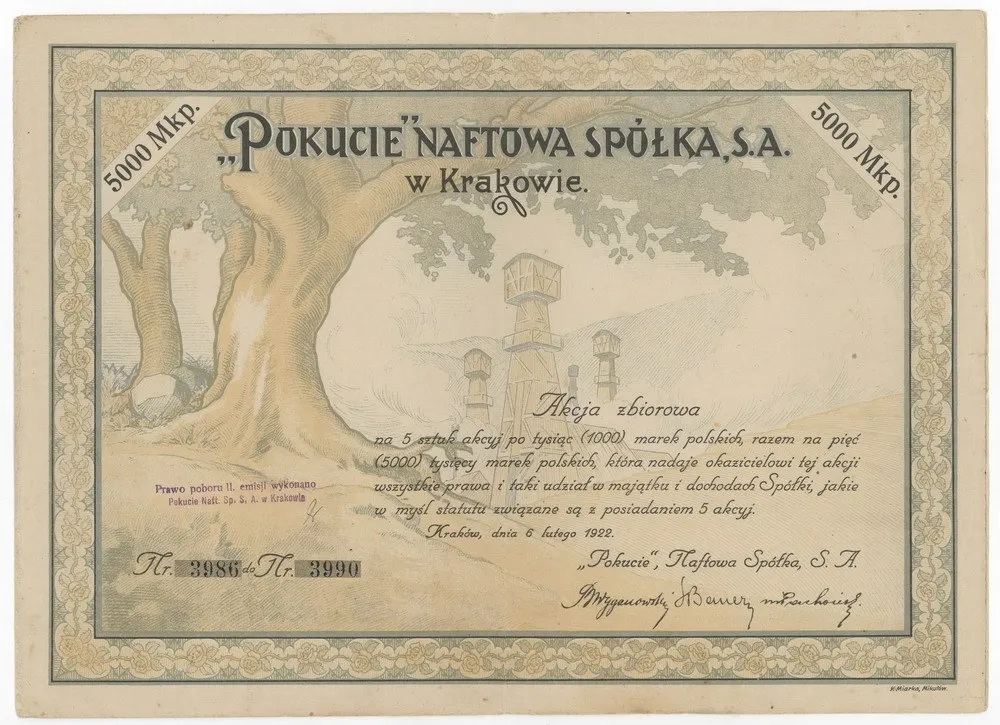 5000 Mkp.
5000 Mkp.
„POKUCIE” NAFTOWA SPÓŁKA, S.A.
w Krakowie.
Akcja zbiorowa
na 5 sztuk akcyj po tysiąc (1000) marek polskich, razem na pięć
(5000) tysięcy marek polskich, która nadaje okazicielowi tej akcji
wszystkie prawa i taki udział w majątku i dochodach Spółki, jakie
w myśl statutu związane są z posiadaniem 5 akcyj.
Kraków, dnia 6 lutego 1922.
Prawo poboru II. emisji wykonano
Pokucie Naft. Sp. S. A. w Krakowie
Nr. 3986 do Nr. 3990
„Pokucie”, Naftowa Spółka, S. A.
K. Miarka, Mikołów.